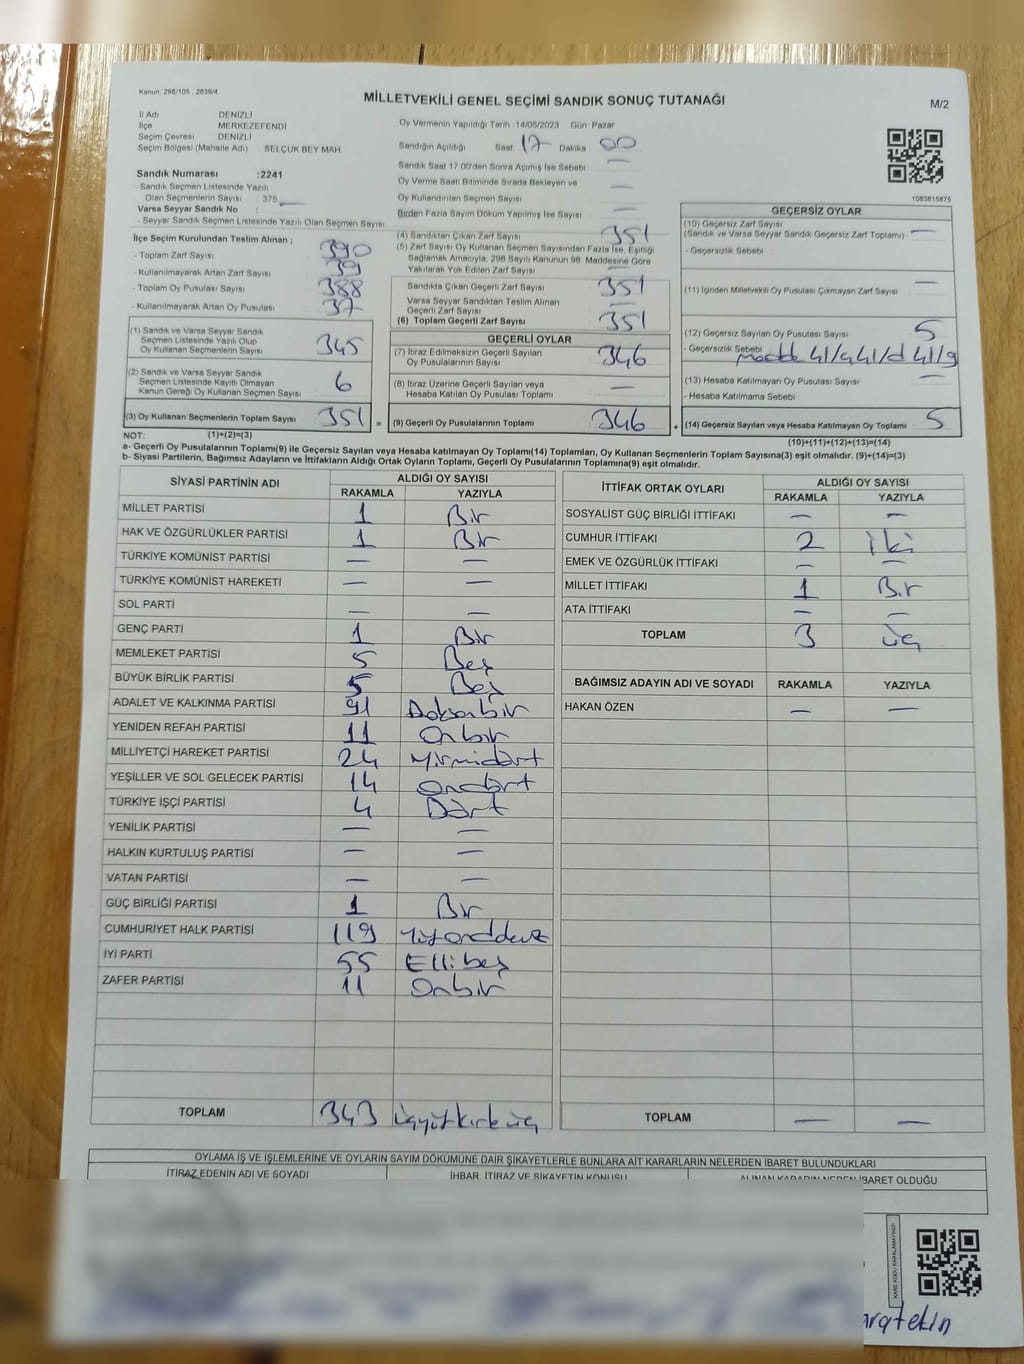 Kanun, 298/105 , 2839/4
MİLLETVEKİLİ GENEL SEÇİMİ SANDIK SONUÇ TUTANAĞI
M/2
İl Adı DENİZLİ
İlçe MERKEZEFENDİ
Seçim Çevresi DENİZLİ
Seçim Bölgesi (Mahalle Adı) : SELÇUK BEY MAH.
Oy Vermenin Yapıldığı Tarih 14/05/2023 Gün Pazar
Sandığın Açıldığı Saat 17 Dakika 00
Sandık Saat 17.00'den Sonra Açımış İse Sebebi —
Oy Verme Saati Bitiminde Sırada Bekleyen ve
Oy Kullandırılan Seçmen Sayısı —
Birden Fazla Sayım Döküm Yapılmış İse Sayısı —
1083815875
Sandık Numarası :2241
- Sandık Seçmen Listesinde Yazılı
Olan Seçmenlerin Sayısı 375
Varsa Seyyar Sandık No : —
- Seyyar Sandık Seçmen Listesinde Yazılı Olan Seçmen Sayısı
İlçe Seçim Kurulundan Teslim Alınan ;
- Toplam Zarf Sayısı 390
- Kullanılmayarak Artan Zarf Sayısı 39
- Toplam Oy Pusulası Sayısı 388
- Kullanılmayarak Artan Oy Pusulası 37
(1) Sandık ve Varsa Seyyar Sandık
Seçmen Listesinde Yazılı Olup
Oy Kullanan Seçmenlerin Sayısı 345
(2) Sandık ve Varsa Seyyar Sandık
Seçmen Listesinde Kayıtlı Olmayan
Kanun Gereği Oy Kullanan Seçmen Sayısı 6
(3) Oy Kullanan Seçmenlerin Toplam Sayısı 351 =
(4) Sandıktan Çıkan Zarf Sayısı 351
(5) Zarf Sayısı Oy Kullanan Seçmen Sayısından Fazla İse, Eşitliği
Sağlamak Amacıyla, 298 Sayılı Kanunun 98. Maddesine Göre
Yakılarak Yok Edilen Zarf Sayısı —
Sandıkta Çıkan Geçerli Zarf Sayısı 351
Varsa Seyyar Sandıktan Teslim Alınan
Geçerli Zarf Sayısı —
(6) Toplam Geçerli Zarf Sayısı 351
GEÇERLİ OYLAR
(7) İtiraz Edilmeksizin Geçerli Sayılan
Oy Pusulalarının Sayısı 346
(8) İtiraz Üzerine Geçerli Sayılan veya
Hesaba Katılan Oy Pusulası Toplamı —
(9) Geçerli Oy Pusulaları Toplamı 346 +
GEÇERSİZ OYLAR
(10) Geçersiz Zarf Sayısı
(Sandık ve Varsa Seyyar Sandık Geçersiz Zarf Toplamı) —
- Geçersizlik Sebebi
(11) İçinden Milletvekili Oy Pusulası Çıkmayan Zarf Sayısı —
(12) Geçersiz Sayılan Oy Pusulası Sayısı 5
- Geçersizlik Sebebi madde 41/a 41/d 41/g
(13) Hesaba Katılmayan Oy Pusulası Sayısı —
- Hesaba Katılmama Sebebi :
(14) Geçersiz Sayılan veya Hesaba Katılmayan Oy Toplamı 5
NOT: (1)+(2)=(3)
(10)+(11)+(12)+(13)=(14)
a- Geçerli Oy Pusulalarının Toplamı(9) ile Geçersiz Sayılan veya Hesaba katılmayan Oy Toplamı(14) Toplamları, Oy Kullanan Seçmenlerin Toplam Sayısına(3) eşit olmalıdır. (9)+(14)=(3)
b- Siyasi Partilerin, Bağımsız Adayların ve İttifakların Aldığı Ortak Oyların Toplamı, Geçerli Oy Pusulalarının Toplamına(9) eşit olmalıdır.
SİYASİ PARTİNİN ADI ALDIĞI OY SAYISI
RAKAMLA YAZIYLA
MİLLET PARTİSİ 1 Bir
HAK VE ÖZGÜRLÜKLER PARTİSİ 1 Bir
TÜRKİYE KOMÜNİST PARTİSİ — —
TÜRKİYE KOMÜNİST HAREKETİ — —
SOL PARTİ — —
GENÇ PARTİ 1 Bir
MEMLEKET PARTİSİ 5 Beş
BÜYÜK BİRLİK PARTİSİ 5 Beş
ADALET VE KALKINMA PARTİSİ 91 Doksanbir
YENİDEN REFAH PARTİSİ 11 Onbir
MİLLİYETÇİ HAREKET PARTİSİ 24 Yirmidört
YEŞİLLER VE SOL GELECEK PARTİSİ 14 Ondört
TÜRKİYE İŞÇİ PARTİSİ 4 Dört
YENİLİK PARTİSİ — —
HALKIN KURTULUŞ PARTİSİ — —
VATAN PARTİSİ — —
GÜÇ BİRLİĞİ PARTİSİ 1 Bir
CUMHURİYET HALK PARTİSİ 119
İYİ PARTİ 55 Ellibeş
ZAFER PARTİSİ 11 Onbir
TOPLAM 343 üçyüzkırküç
İTTİFAK ORTAK OYLARI ALDIĞI OY SAYISI
RAKAMLA YAZIYLA
SOSYALİST GÜÇ BİRLİĞİ İTTİFAKI — —
CUMHUR İTTİFAKI 2 İki
EMEK VE ÖZGÜRLÜK İTTİFAKI — —
MİLLET İTTİFAKI 1 Bir
ATA İTTİFAKI — —
TOPLAM 3 üç
BAĞIMSIZ ADAYIN ADI VE SOYADI RAKAMLA YAZIYLA
HAKAN ÖZEN — —
TOPLAM — —
OYLAMA İŞ VE İŞLEMLERİNE VE OYLARIN SAYIM DÖKÜMÜNE DAİR ŞİKAYETLERLE BUNLARA AİT KARARLARIN NELERDEN İBARET BULUNDUKLARI
İTİRAZ EDENİN ADI VE SOYADI İHBAR, İTİRAZ VE ŞİKAYETİN KONUSU ALINAN KARARIN NEDEN İBARET OLDUĞU
KARE KODU KARALAMAYINIZ!